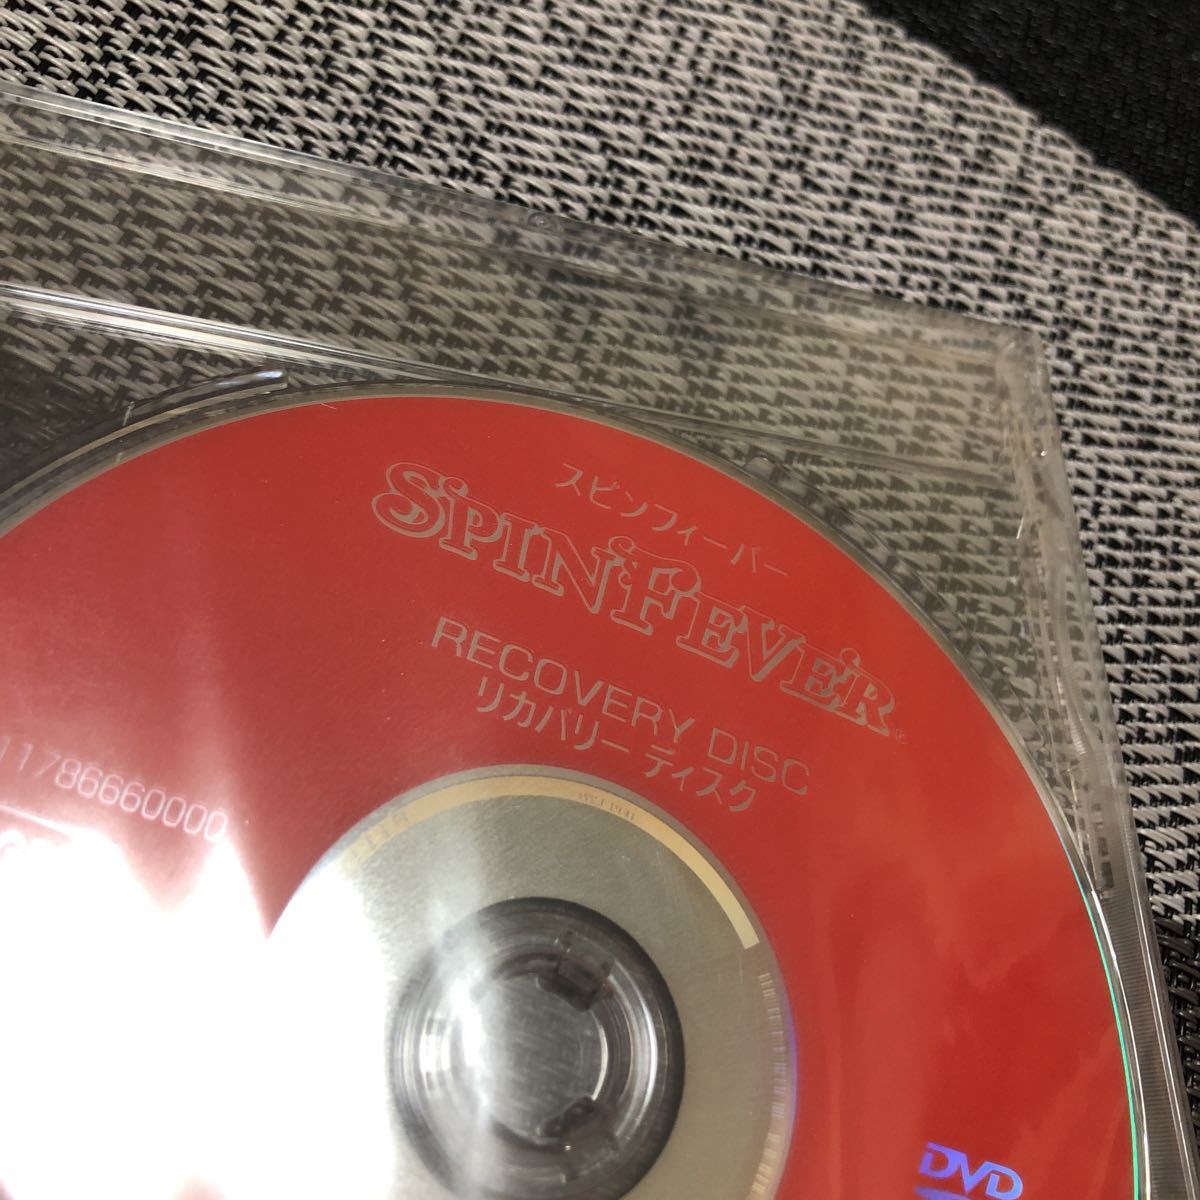 スピンフィーバー
SPINFEVER®
RECOVERY DISC
リカバリー ディスク
11786660000
DVD